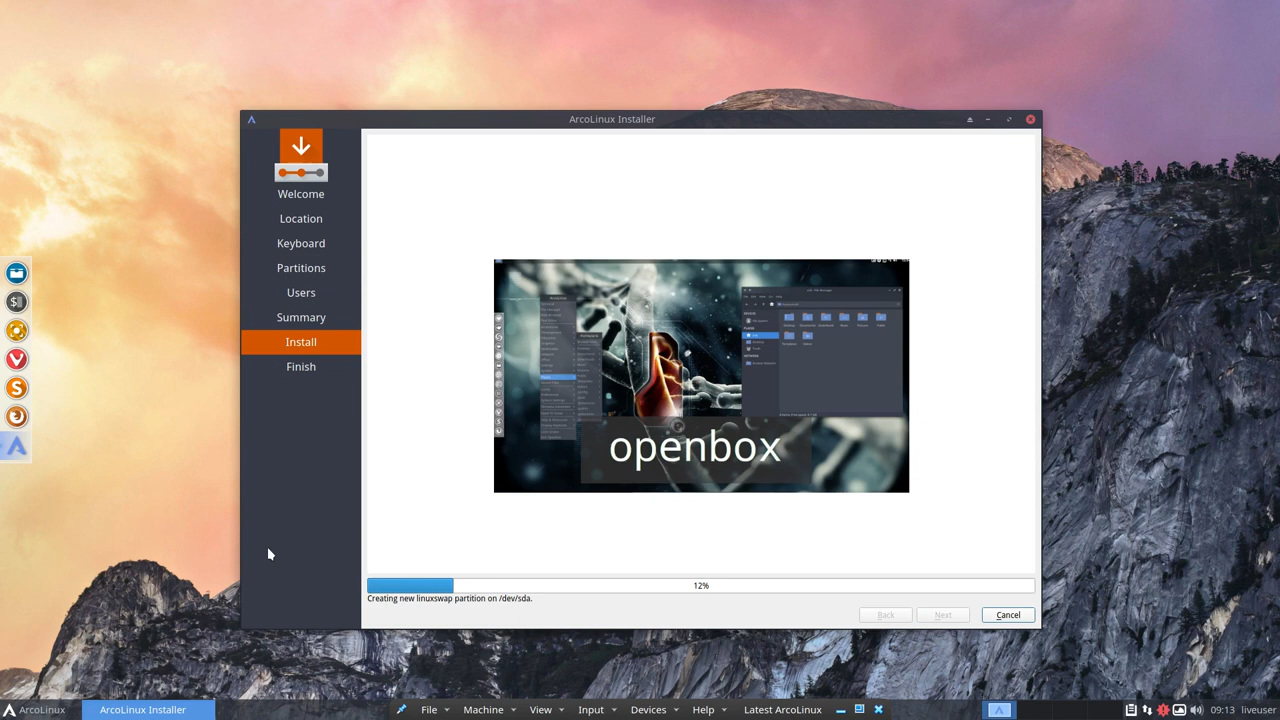 ArcoLinux Installer
Welcome
Location
Keyboard
Partitions
Users
Summary
Install
Finish
openbox
12%
Creating new linuxswap partition on /dev/sda.
Back Next Cancel
ArcoLinux
ArcoLinux Installer
File Machine View Input Devices Help Latest ArcoLinux
09:13 liveuser